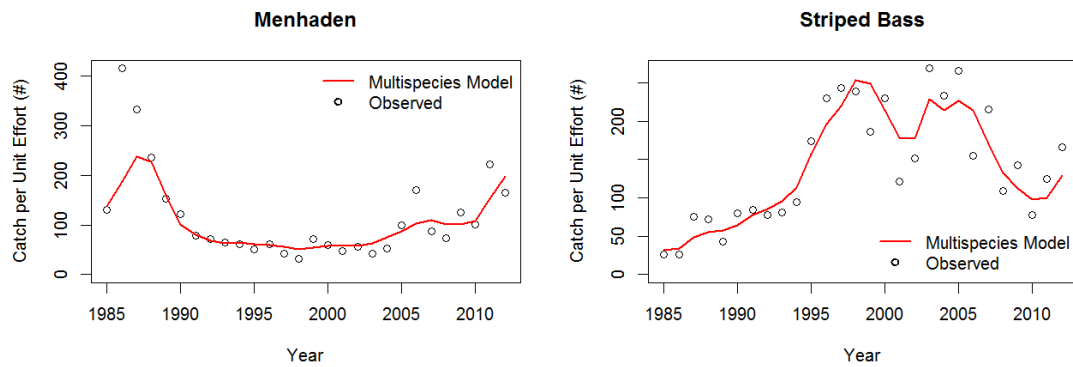 Menhaden
Catch per Unit Effort (#)
400
300
200
100
0
Multispecies Model
Observed
1985 1990 1995 2000 2005 2010
Year
Striped Bass
Catch per Unit Effort (#)
200
100
50
0
Multispecies Model
Observed
1985 1990 1995 2000 2005 2010
Year